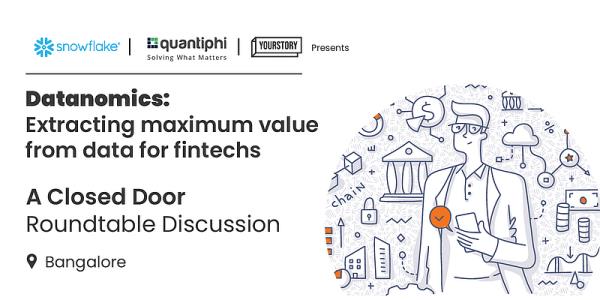 snowflake® | quantiphi | YOURSTORY Presents
Solving What Matters
Datanomics:
Extracting maximum value
from data for fintechs
A Closed Door
Roundtable Discussion
Bangalore
chain